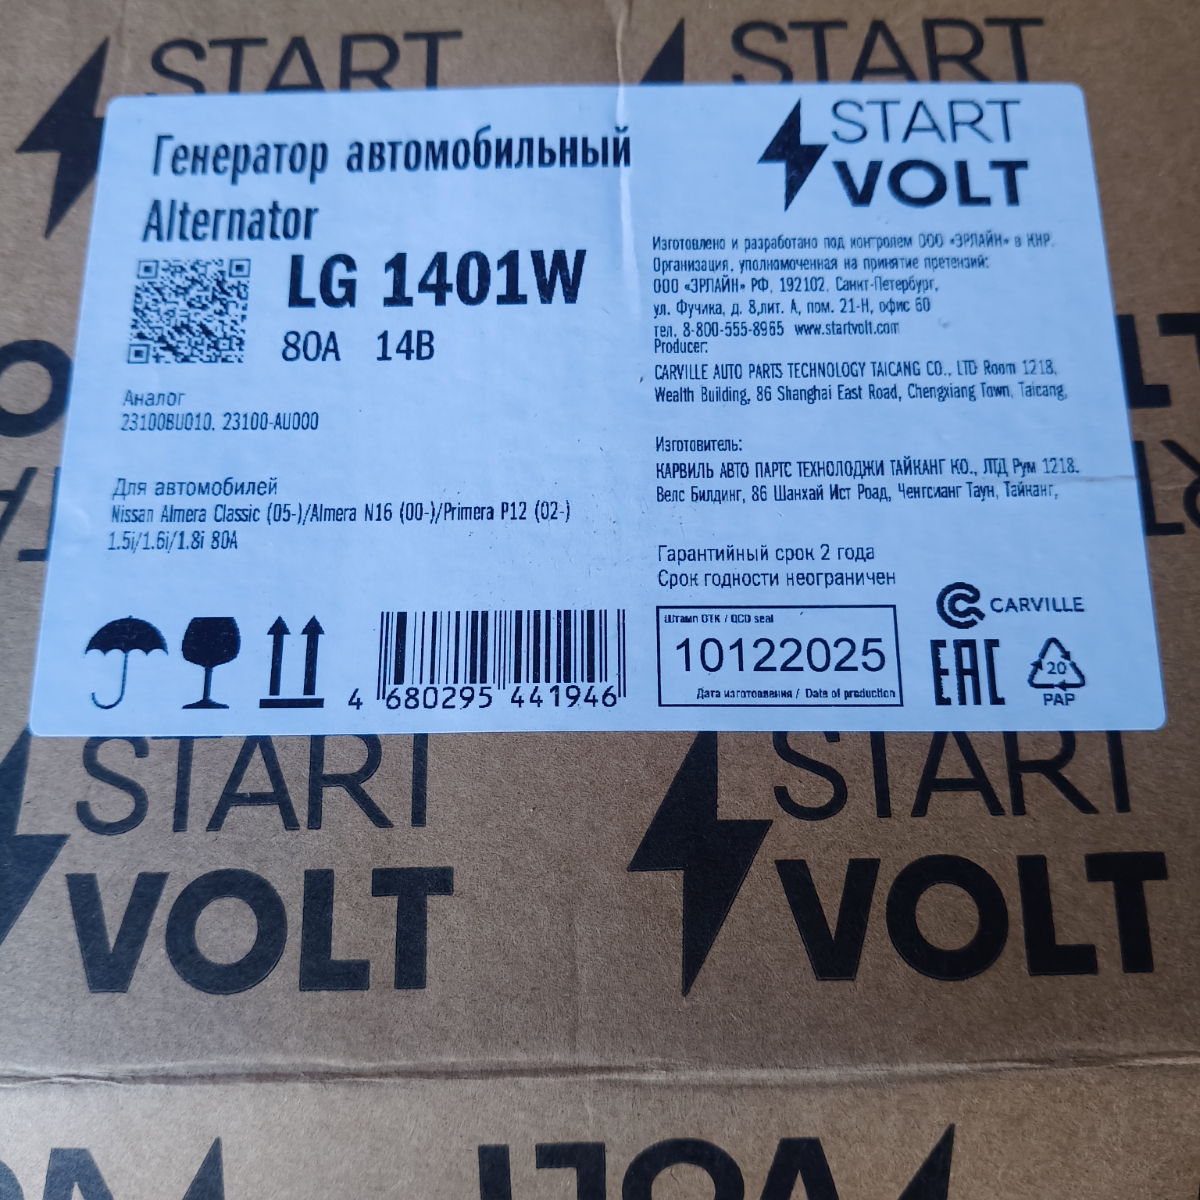 START
START
Генератор автомобильный
Alternator
LG 1401W
80А 14В
Аналог
23100BU010, 23100-AU000
Для автомобилей
Nissan Almera Classic (05-)/Almera N16 (00-)/Primera P12 (02-)
1.5i/1.6i/1.8i 80A
4 680295 441946
START
VOLT
Изготовлено и разработано под контролем ООО «ЭРЛАЙН» в КНР.
Организация, уполномоченная на принятие претензий:
ООО «ЭРЛАЙН» РФ, 192102, Санкт-Петербург,
ул. Фучика, д. 8,лит. А, пом. 21-Н, офис 60
тел. 8-800-555-8965 www.startvolt.com
Producer:
CARVILLE AUTO PARTS TECHNOLOGY TAICANG CO., LTD Room 1218,
Wealth Building, 86 Shanghai East Road, Chengxiang Town, Taicang,
Изготовитель:
КАРВИЛЬ АВТО ПАРТС ТЕХНОЛОДЖИ ТАЙКАНГ КО., ЛТД Рум 1218.
Велс Билдинг, 86 Шанхай Ист Роад, Ченгсианг Таун, Тайканг,
Гарантийный срок 2 года
Срок годности неограничен
Штамп ОТК / QCD seal
10122025
Дата изготовления / Date of production
CARVILLE
EAC
20
PAP
START
VOLT
START
VOLT